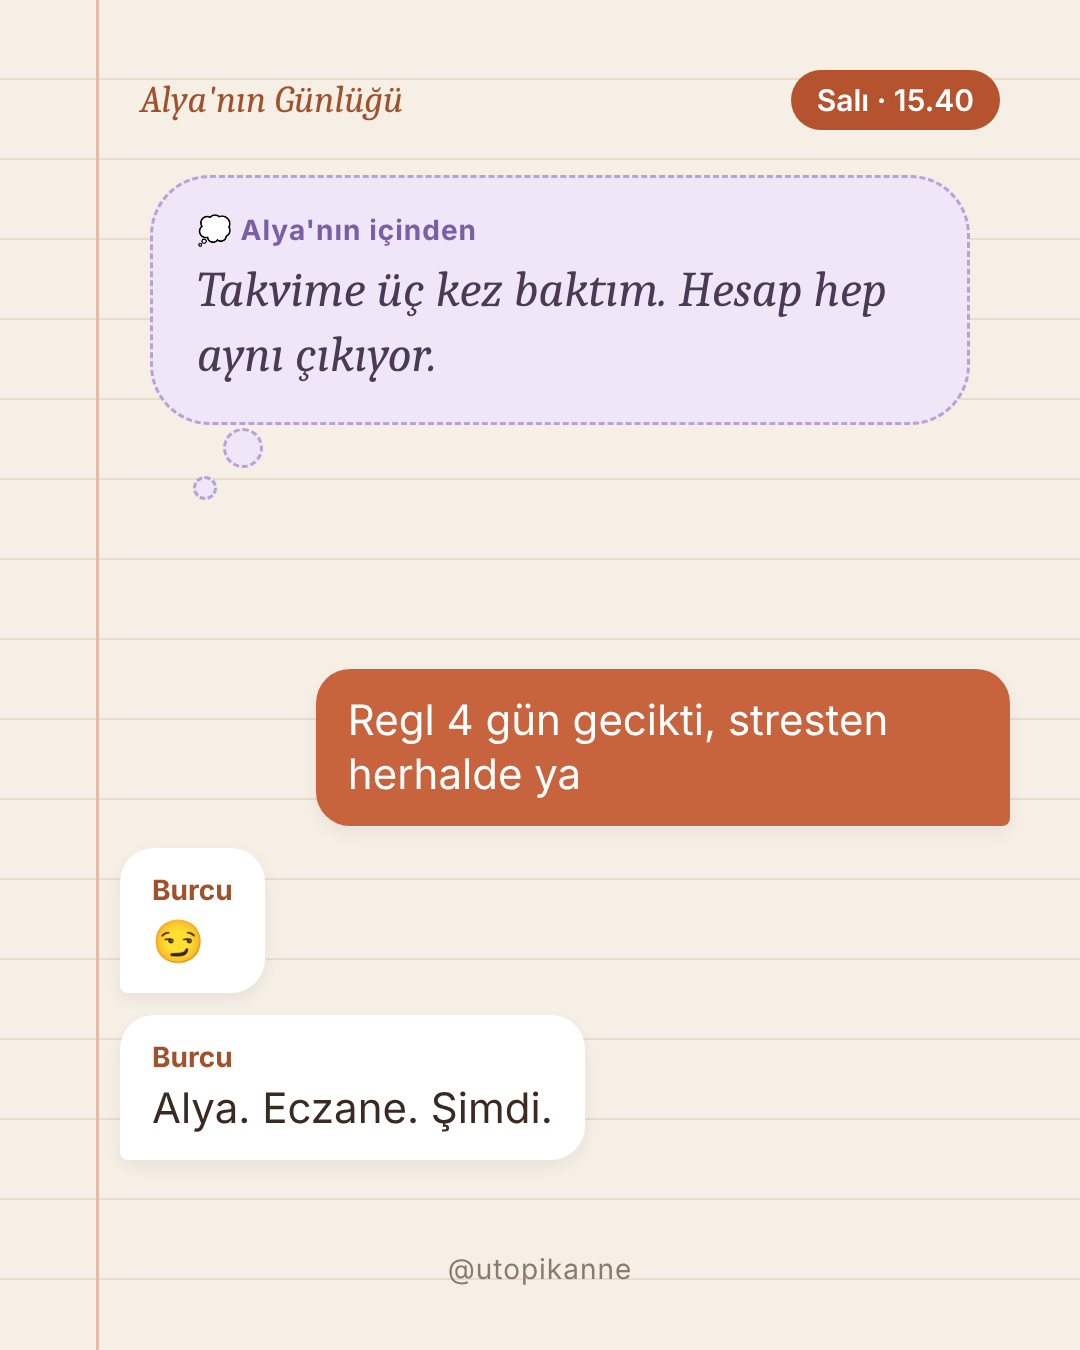 Alya'nın Günlüğü
Salı · 15.40
💭 Alya'nın içinden
Takvime üç kez baktım. Hesap hep
aynı çıkıyor.
Regl 4 gün gecikti, stresten
herhalde ya
Burcu
😏
Burcu
Alya. Eczane. Şimdi.
@utopikanne